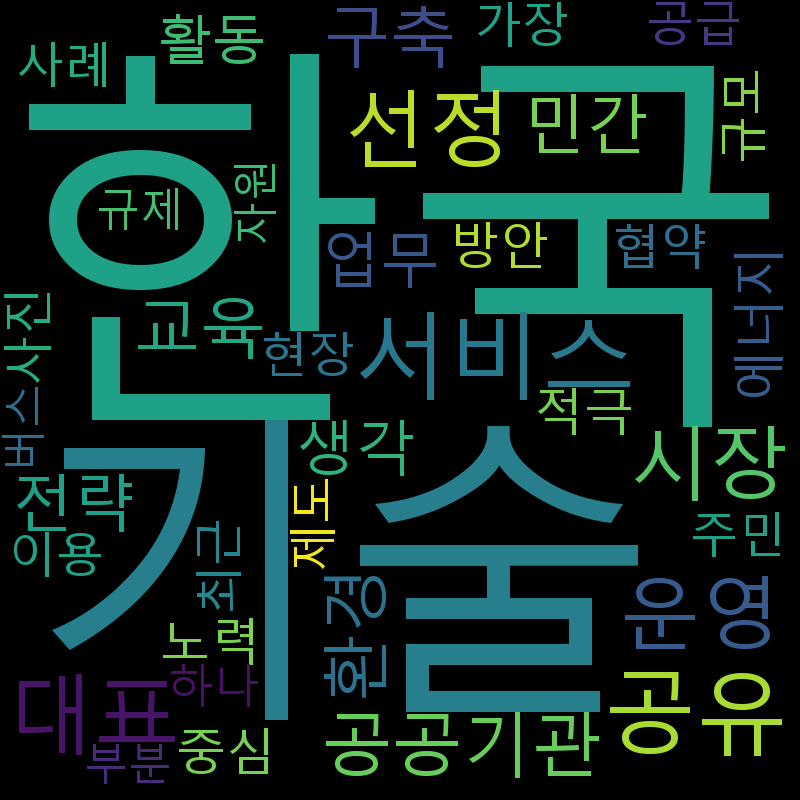 사례
활동
구축
가장
공급
한국
선정
민간
규모
규제
자원
업무
방안
협약
에너지
사진
교육
현장
서비스
버스
적극
기술
생각
시장
전략
제도
이용
최근
주민
노력
환경
운영
대표
하나
공유
부분
중심
공공기관